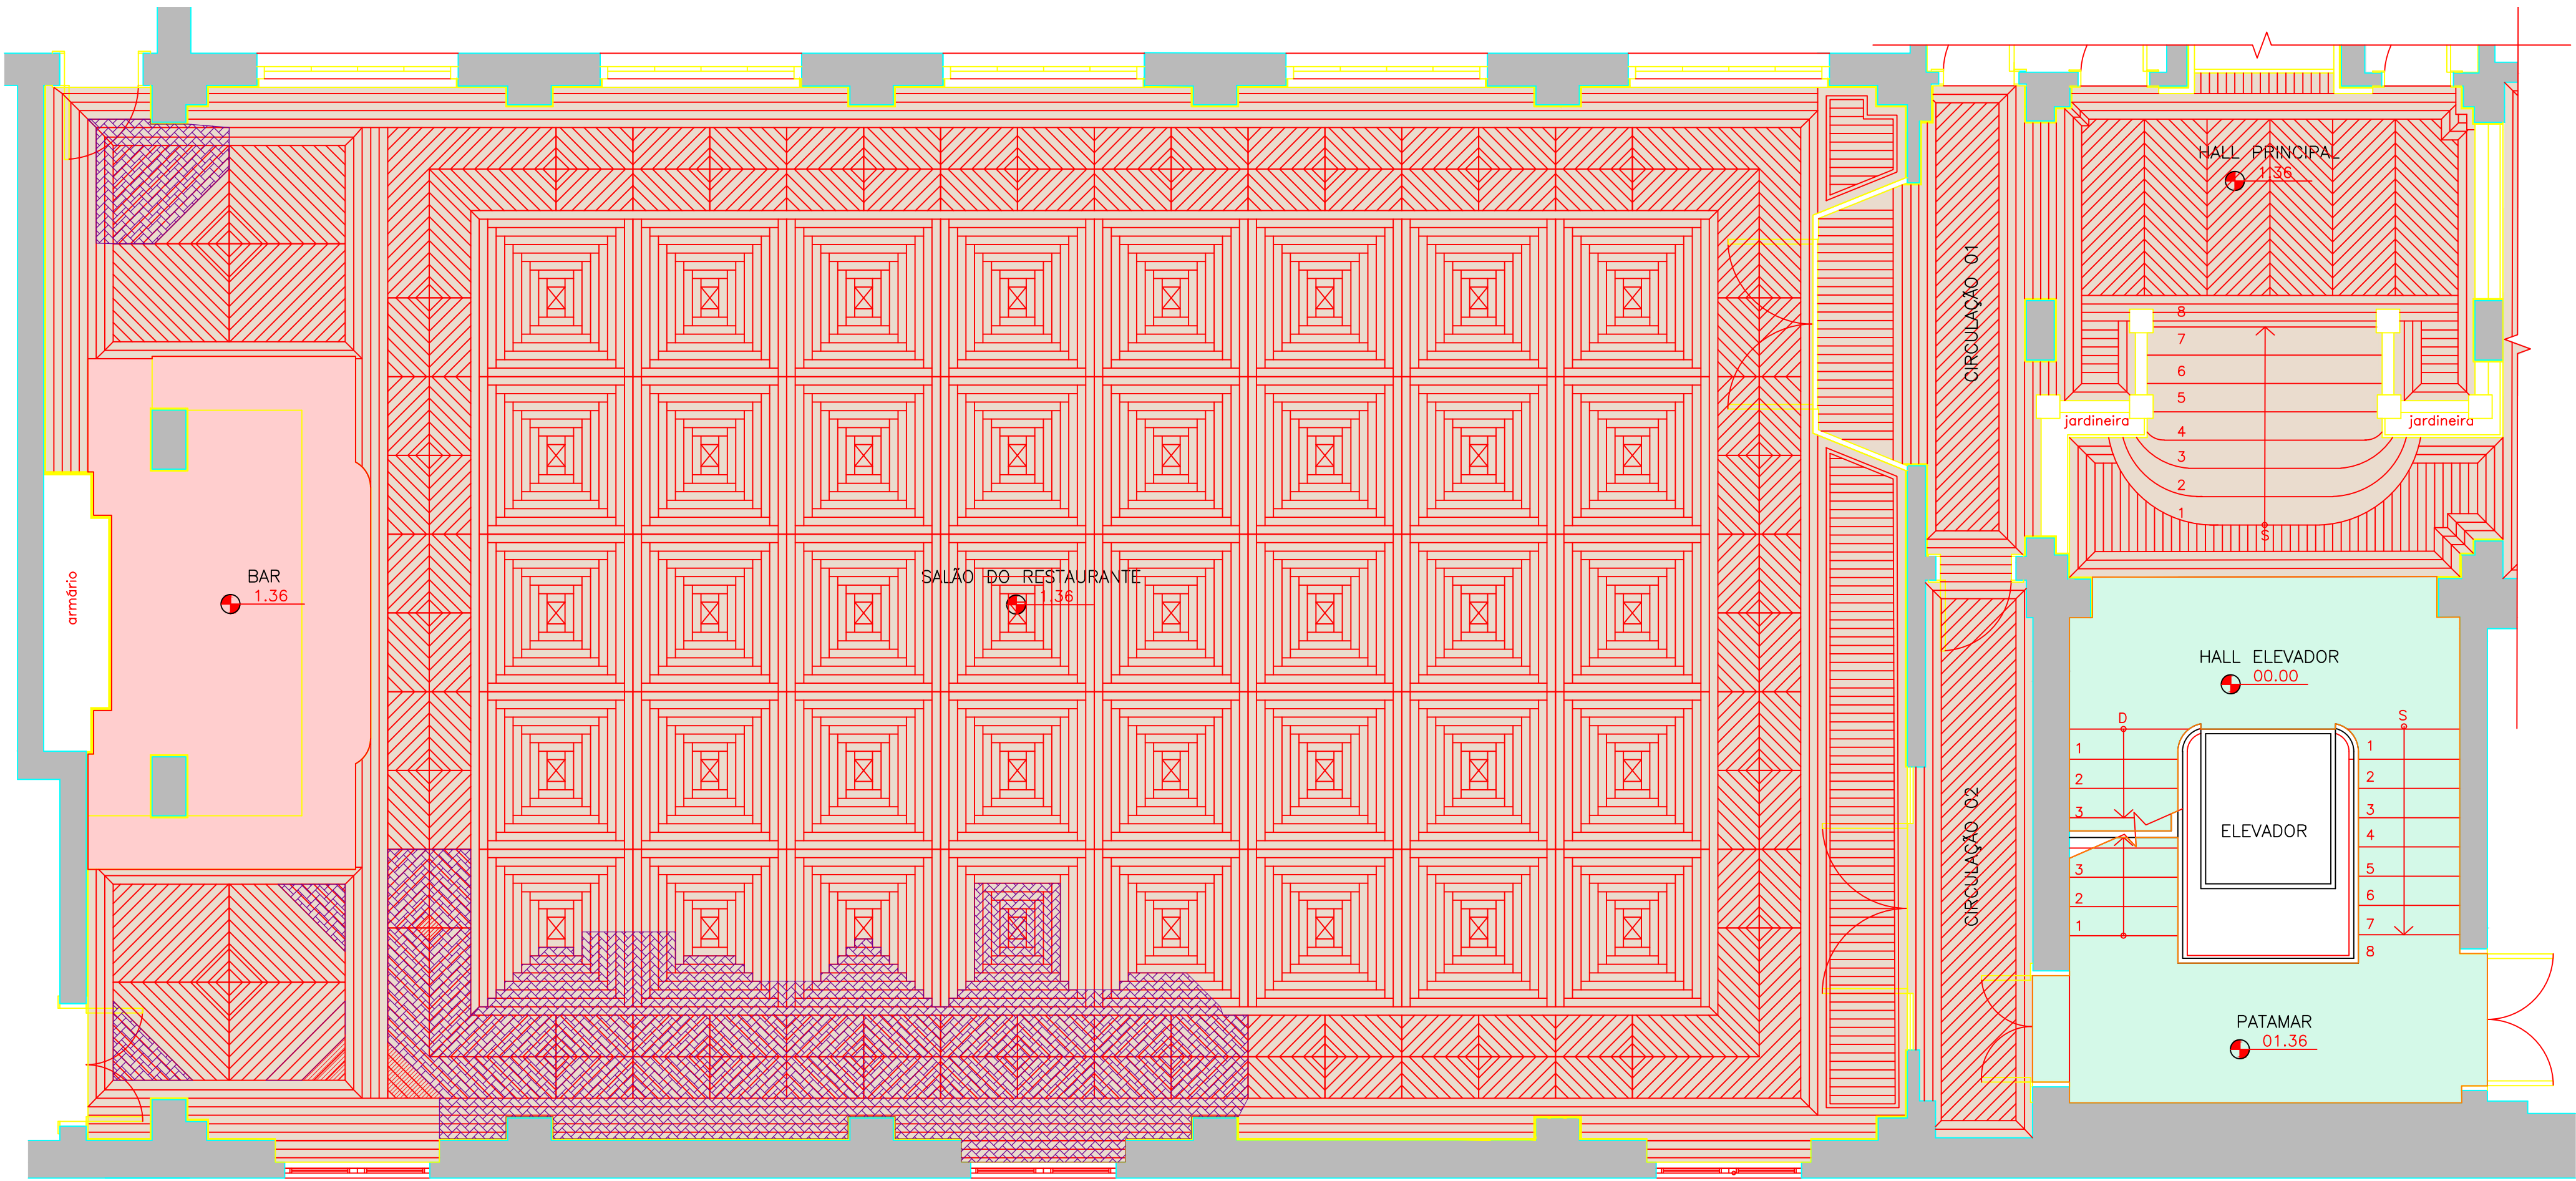 HALL PRINCIPAL
1.36
CIRCULAÇÃO 01
8
7
6
5
4
3
2
1
S
jardineira
jardineira
BAR
1.36
armário
SALÃO DO RESTAURANTE
1.36
HALL ELEVADOR
00.00
D
S
1
2
3
3
2
1
1
2
3
4
5
6
7
8
ELEVADOR
CIRCULAÇÃO 02
PATAMAR
01.36